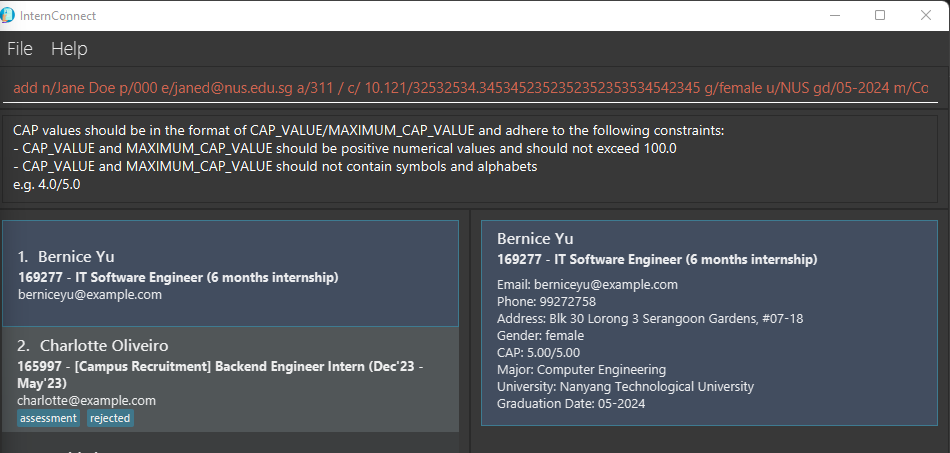 InternConnect
File Help
add n/Jane Doe p/000 e/janed@nus.edu.sg a/311 / c/ 10.121/32532534.3453452352352352353534542345 g/female u/NUS gd/05-2024 m/Co
CAP values should be in the format of CAP_VALUE/MAXIMUM_CAP_VALUE and adhere to the following constraints:
- CAP_VALUE and MAXIMUM_CAP_VALUE should be positive numerical values and should not exceed 100.0
- CAP_VALUE and MAXIMUM_CAP_VALUE should not contain symbols and alphabets
e.g. 4.0/5.0
1. Bernice Yu
169277 - IT Software Engineer (6 months internship)
berniceyu@example.com
2. Charlotte Oliveiro
165997 - [Campus Recruitment] Backend Engineer Intern (Dec'23 -
May'23)
charlotte@example.com
assessment rejected
Bernice Yu
169277 - IT Software Engineer (6 months internship)
Email: berniceyu@example.com
Phone: 99272758
Address: Blk 30 Lorong 3 Serangoon Gardens, #07-18
Gender: female
CAP: 5.00/5.00
Major: Computer Engineering
University: Nanyang Technological University
Graduation Date: 05-2024